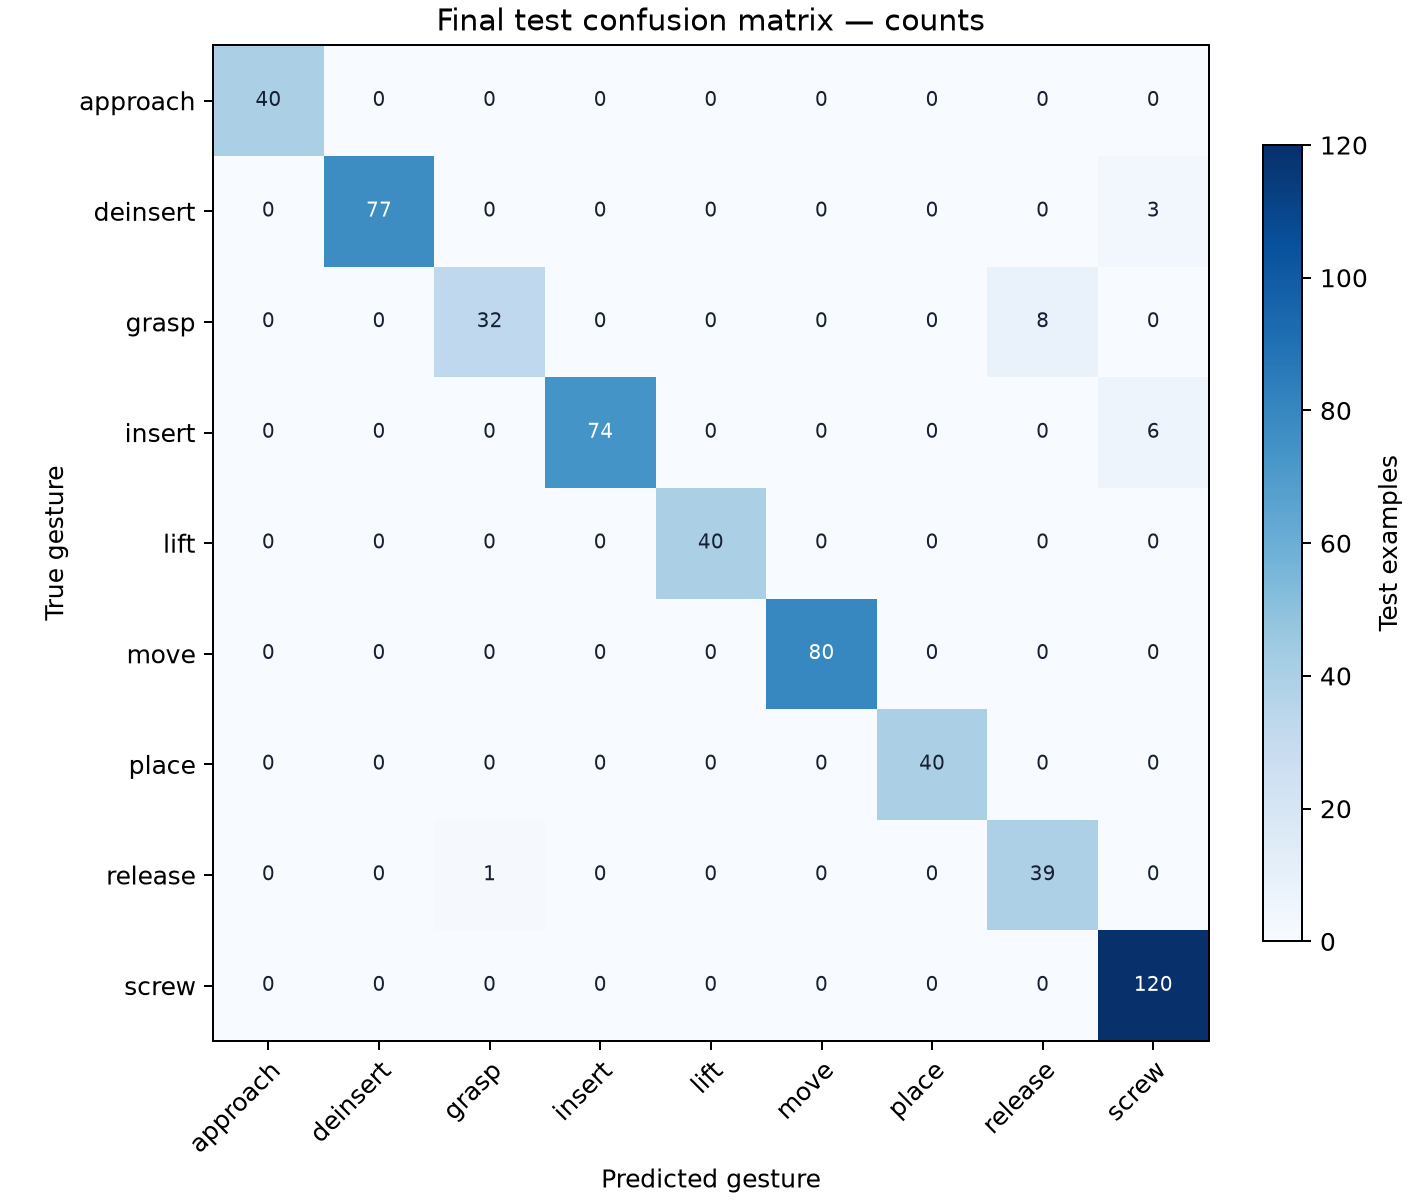 Final test confusion matrix — counts
approach 40 0 0 0 0 0 0 0 0
deinsert 0 77 0 0 0 0 0 0 3
grasp 0 0 32 0 0 0 0 8 0
insert 0 0 0 74 0 0 0 0 6
lift 0 0 0 0 40 0 0 0 0
move 0 0 0 0 0 80 0 0 0
place 0 0 0 0 0 0 40 0 0
release 0 0 1 0 0 0 0 39 0
screw 0 0 0 0 0 0 0 0 120
approach deinsert grasp insert lift move place release screw
Predicted gesture
True gesture
120
100
80
60
40
20
0
Test examples